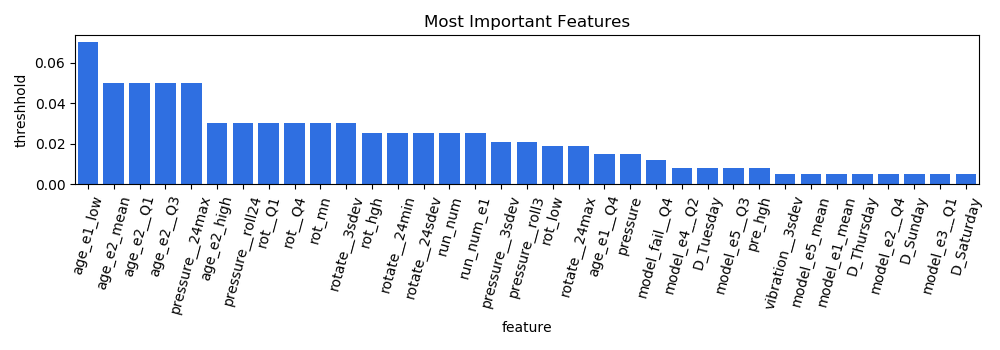 Most Important Features
threshhold
0.06
0.04
0.02
0.00
age_e1_low
age_e2_mean
age_e2__Q1
age_e2__Q3
pressure__24max
age_e2_high
pressure__roll24
rot__Q1
rot__Q4
rot__mn
rotate__3sdev
rot_hgh
rotate__24min
rotate__24sdev
run_num
run_num_e1
pressure__3sdev
pressure__roll3
rot_low
rotate__24max
age_e1__Q4
pressure
model_fail__Q4
model_e4__Q2
D_Tuesday
model_e5__Q3
pre_hgh
vibration__3sdev
model_e5_mean
model_e1_mean
D_Thursday
model_e2__Q4
D_Sunday
model_e3__Q1
D_Saturday
feature